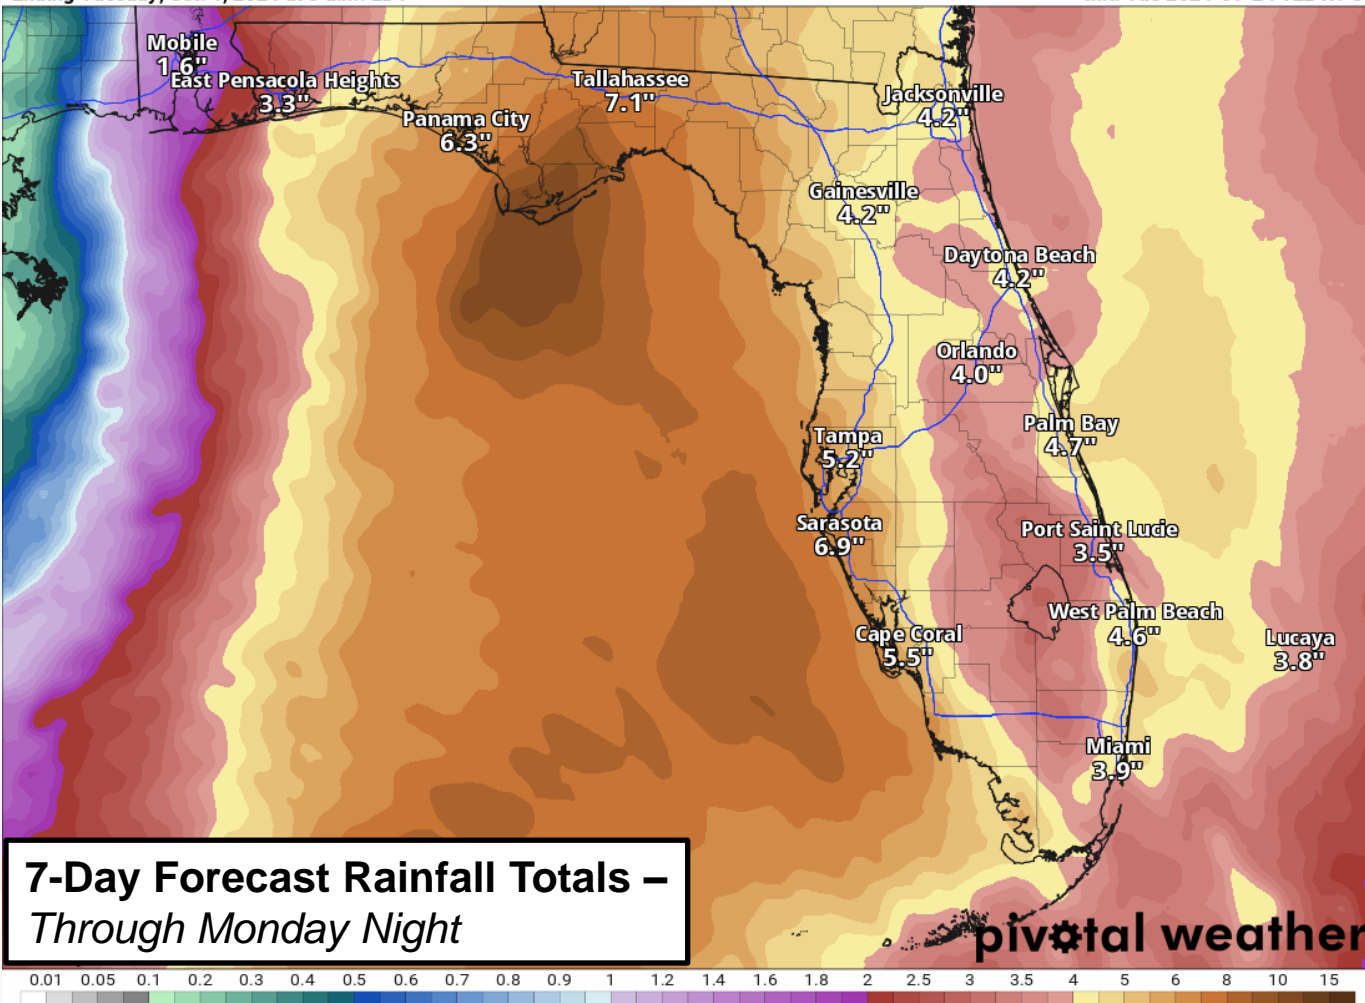 Mobile
1.6"
East Pensacola Heights
3.3"
Tallahassee
7.1"
Panama City
6.3"
Jacksonville
4.2"
Gainesville
4.2"
Daytona Beach
4.2"
Orlando
4.0"
Palm Bay
4.7"
Tampa
5.2"
Sarasota
6.9"
Port Saint Lucie
3.5"
West Palm Beach
4.6"
Cape Coral
5.5"
Lucaya
3.8"
Miami
3.9"
7-Day Forecast Rainfall Totals –
Through Monday Night
pivotal weather
0.01 0.05 0.1 0.2 0.3 0.4 0.5 0.6 0.7 0.8 0.9 1 1.2 1.4 1.6 1.8 2 2.5 3 3.5 4 5 6 8 10 15